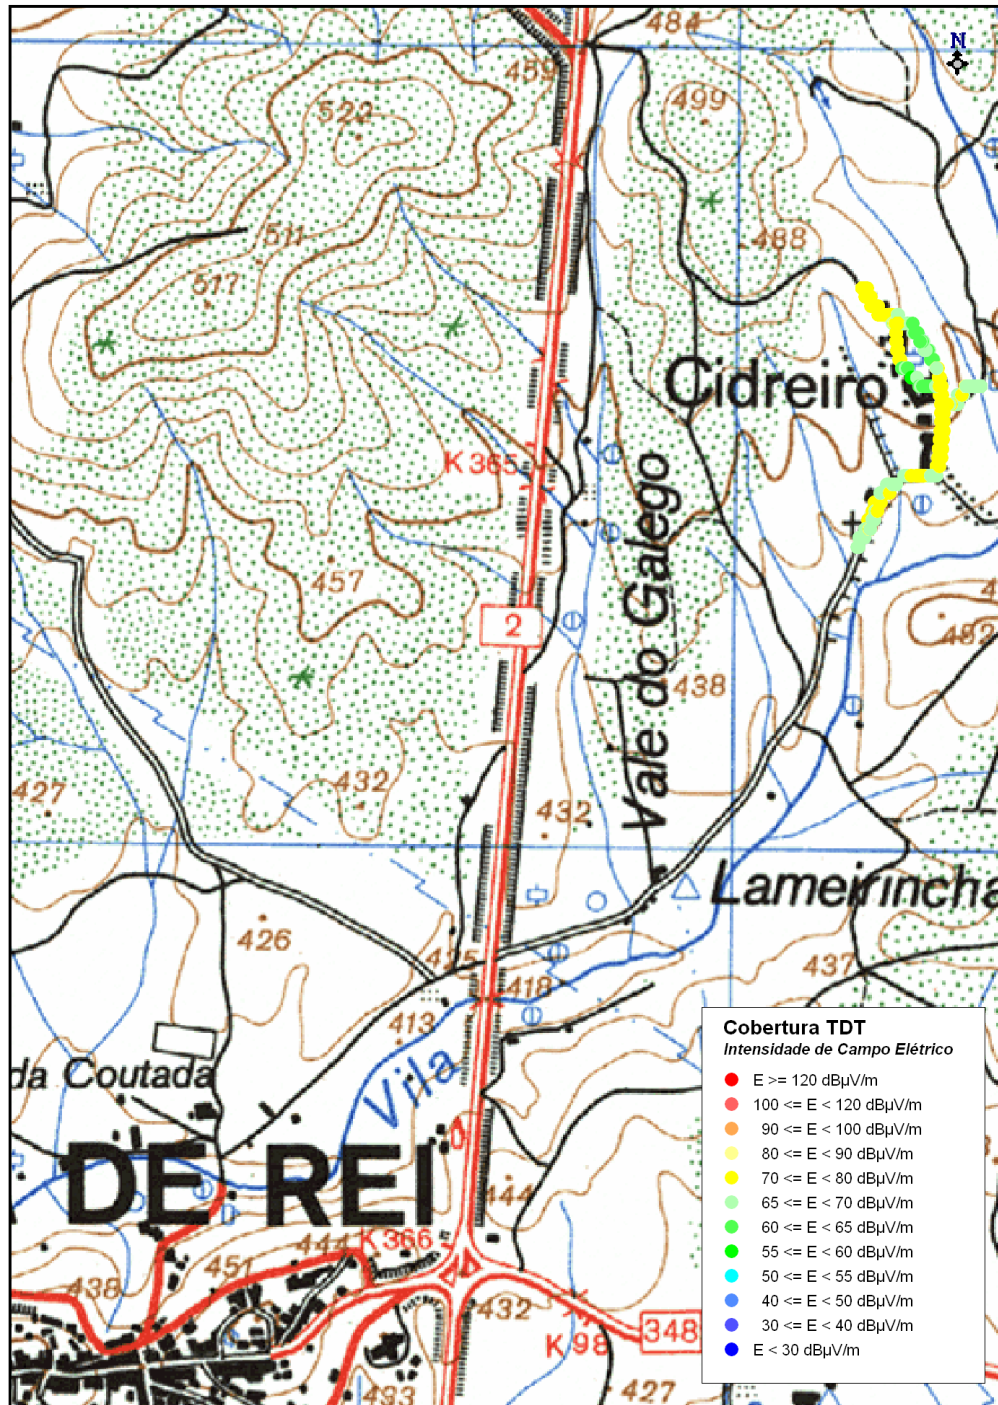 484
N
489
499
522
511
488
517
Cidreiro
K 365
Vale do Galego
457
2
482
438
427
432
432
Lameirincha
426
425
437
418
413
da Coutada
Vila
DE REI
444
K 366
444
451
438
432
348
K 98
433
427
Cobertura TDT
Intensidade de Campo Elétrico
E >= 120 dBµV/m
100 <= E < 120 dBµV/m
90 <= E < 100 dBµV/m
80 <= E < 90 dBµV/m
70 <= E < 80 dBµV/m
65 <= E < 70 dBµV/m
60 <= E < 65 dBµV/m
55 <= E < 60 dBµV/m
50 <= E < 55 dBµV/m
40 <= E < 50 dBµV/m
30 <= E < 40 dBµV/m
E < 30 dBµV/m